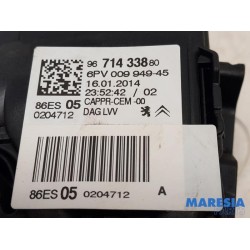 96 714 338 80
6PV 009 949-45
16.01.2014
23:52:42 / 02
86ES 05 CAPPR-CEM -00
0204712 DAG LVV
86ES 05 0204712 A
MARESIA